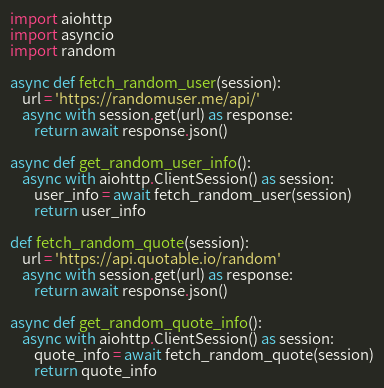 import aiohttp
import asyncio
import random

async def fetch_random_user(session):
    url = 'https://randomuser.me/api/'
    async with session.get(url) as response:
        return await response.json()

async def get_random_user_info():
    async with aiohttp.ClientSession() as session:
        user_info = await fetch_random_user(session)
        return user_info

def fetch_random_quote(session):
    url = 'https://api.quotable.io/random'
    async with session.get(url) as response:
        return await response.json()

async def get_random_quote_info():
    async with aiohttp.ClientSession() as session:
        quote_info = await fetch_random_quote(session)
        return quote_info